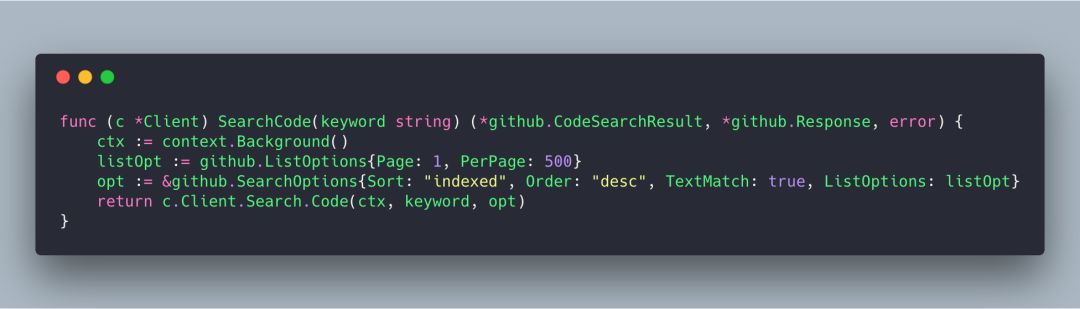 func (c *Client) SearchCode(keyword string) (*github.CodeSearchResult, *github.Response, error) {
    ctx := context.Background()
    listOpt := github.ListOptions{Page: 1, PerPage: 500}
    opt := &github.SearchOptions{Sort: "indexed", Order: "desc", TextMatch: true, ListOptions: listOpt}
    return c.Client.Search.Code(ctx, keyword, opt)
}